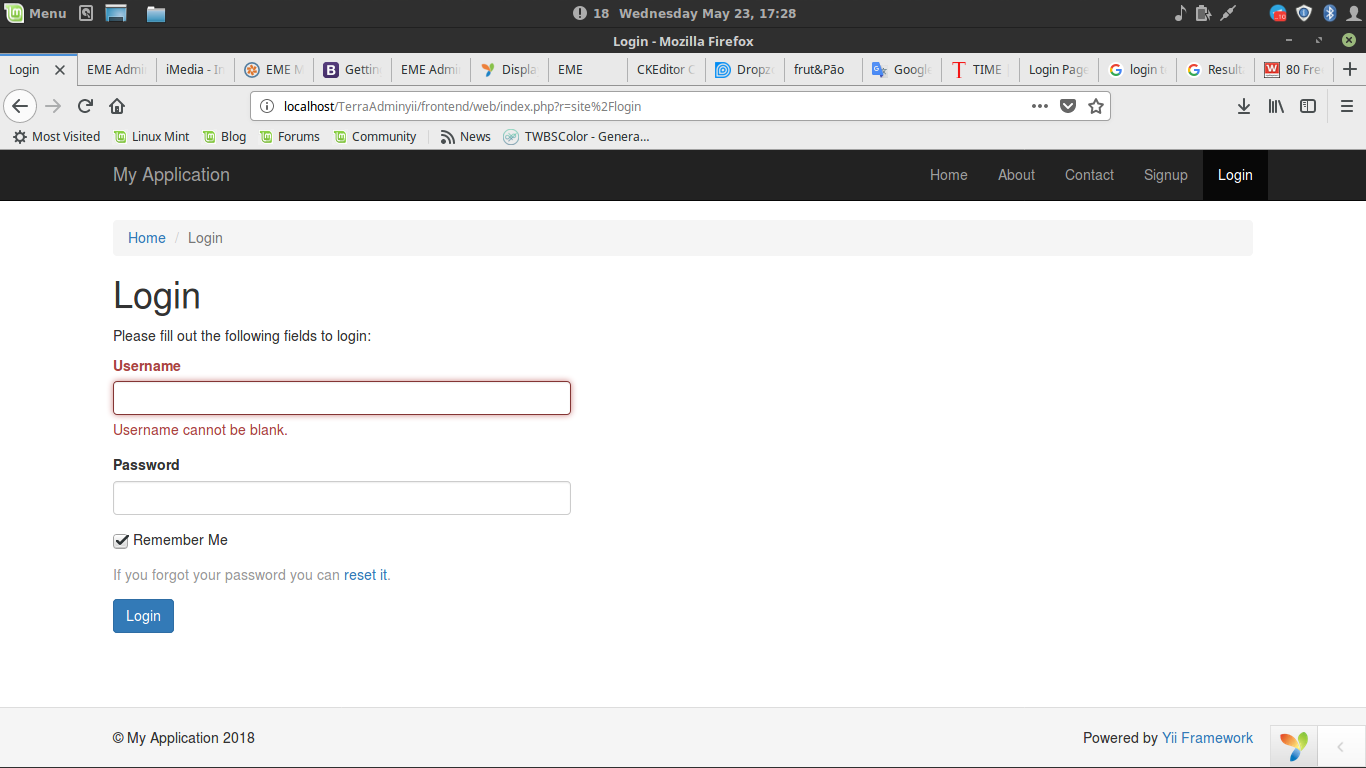 Menu 18 Wednesday May 23, 17:28
Login - Mozilla Firefox
Login EME Admi iMedia - In EME M Gettin EME Admi Displa EME CKEditor C Dropz frut&Pão Googl TIME Login Page login t Result 80 Fre
localhost/TerraAdminyii/frontend/web/index.php?r=site%2Flogin
Most Visited Linux Mint Blog Forums Community News TWBSColor - Genera...
My Application Home About Contact Signup Login
Home / Login
Login
Please fill out the following fields to login:
Username
Username cannot be blank.
Password
Remember Me
If you forgot your password you can reset it.
Login
© My Application 2018 Powered by Yii Framework